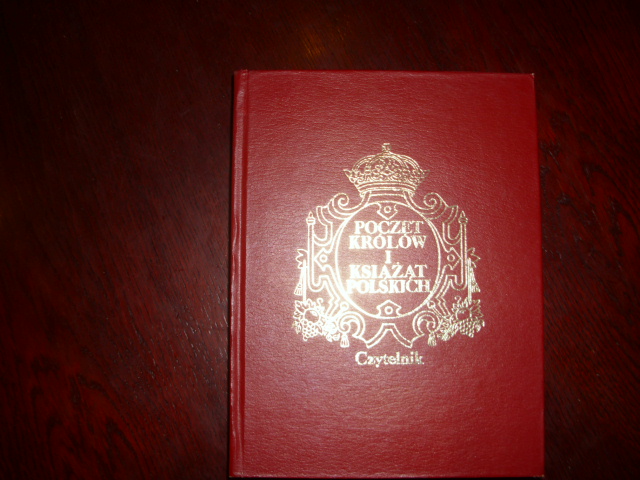 POCZET
KRÓLÓW
I
KSIĄŻĄT
POLSKICH
Czytelnik